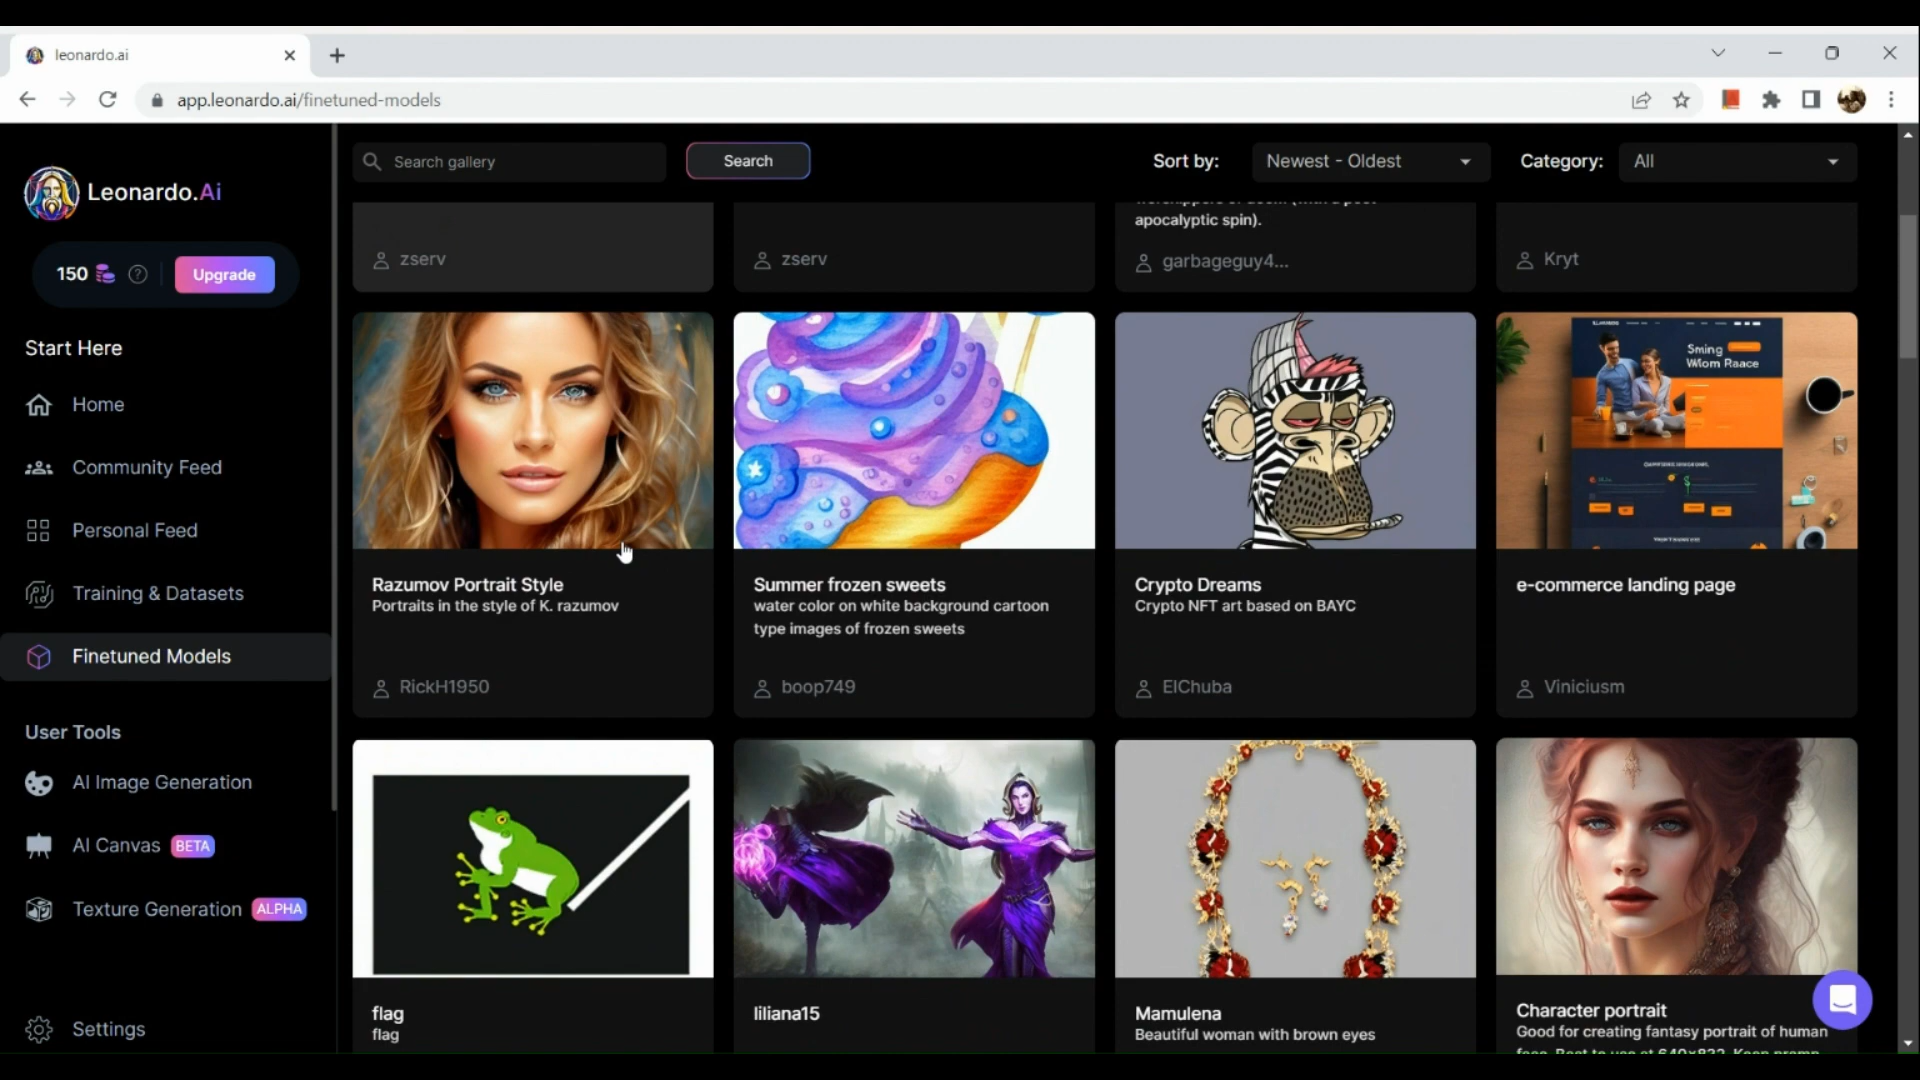 leonardo.ai
app.leonardo.ai/finetuned-models
Leonardo.Ai
Search gallery
Search
Sort by:
Newest - Oldest
Category:
All
150
Upgrade
apocalyptic spin).
zserv
zserv
garbageguy4...
Kryt
Start Here
Home
Community Feed
Personal Feed
Training & Datasets
Finetuned Models
User Tools
AI Image Generation
AI Canvas BETA
Texture Generation ALPHA
Settings
Sming
Wlom Raace
Razumov Portrait Style
Portraits in the style of K. razumov
RickH1950
Summer frozen sweets
water color on white background cartoon
type images of frozen sweets
boop749
Crypto Dreams
Crypto NFT art based on BAYC
ElChuba
e-commerce landing page
Viniciusm
flag
flag
liliana15
Mamulena
Beautiful woman with brown eyes
Character portrait
Good for creating fantasy portrait of human